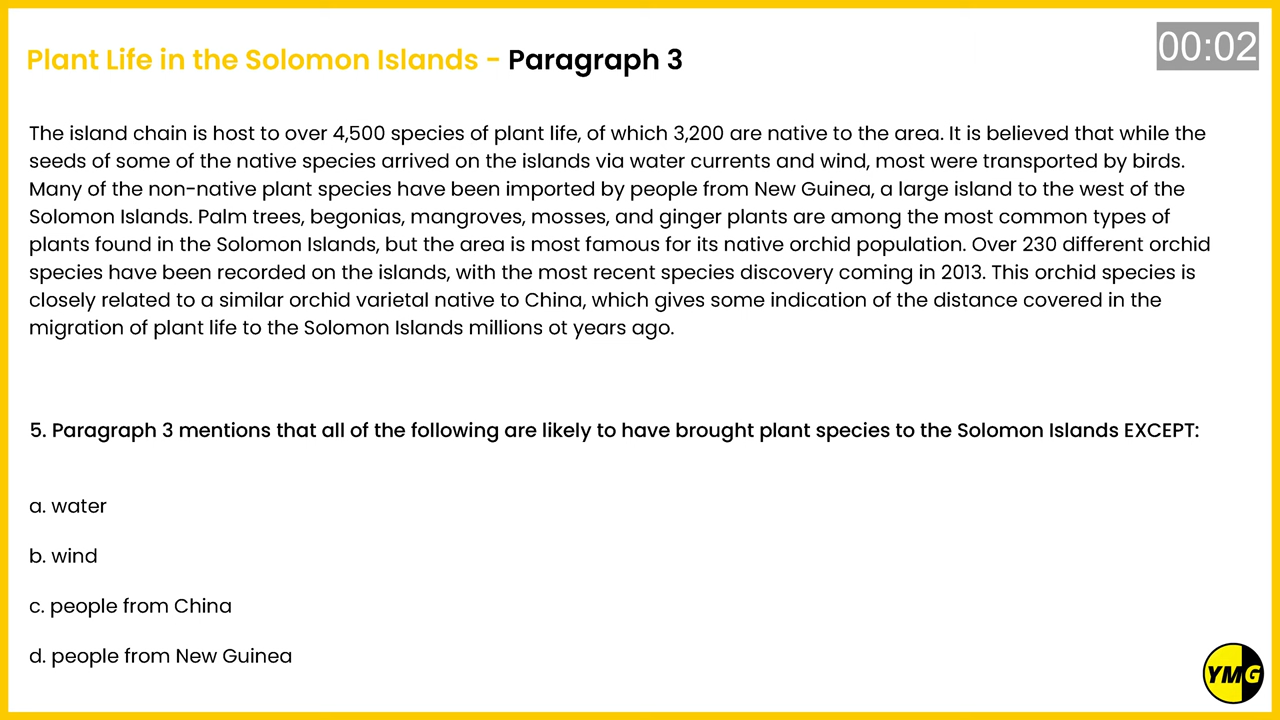 Plant Life in the Solomon Islands - Paragraph 3
00:02
The island chain is host to over 4,500 species of plant life, of which 3,200 are native to the area. It is believed that while the
seeds of some of the native species arrived on the islands via water currents and wind, most were transported by birds.
Many of the non-native plant species have been imported by people from New Guinea, a large island to the west of the
Solomon Islands. Palm trees, begonias, mangroves, mosses, and ginger plants are among the most common types of
plants found in the Solomon Islands, but the area is most famous for its native orchid population. Over 230 different orchid
species have been recorded on the islands, with the most recent species discovery coming in 2013. This orchid species is
closely related to a similar orchid varietal native to China, which gives some indication of the distance covered in the
migration of plant life to the Solomon Islands millions ot years ago.
5. Paragraph 3 mentions that all of the following are likely to have brought plant species to the Solomon Islands EXCEPT:
a. water
b. wind
c. people from China
d. people from New Guinea
YMG